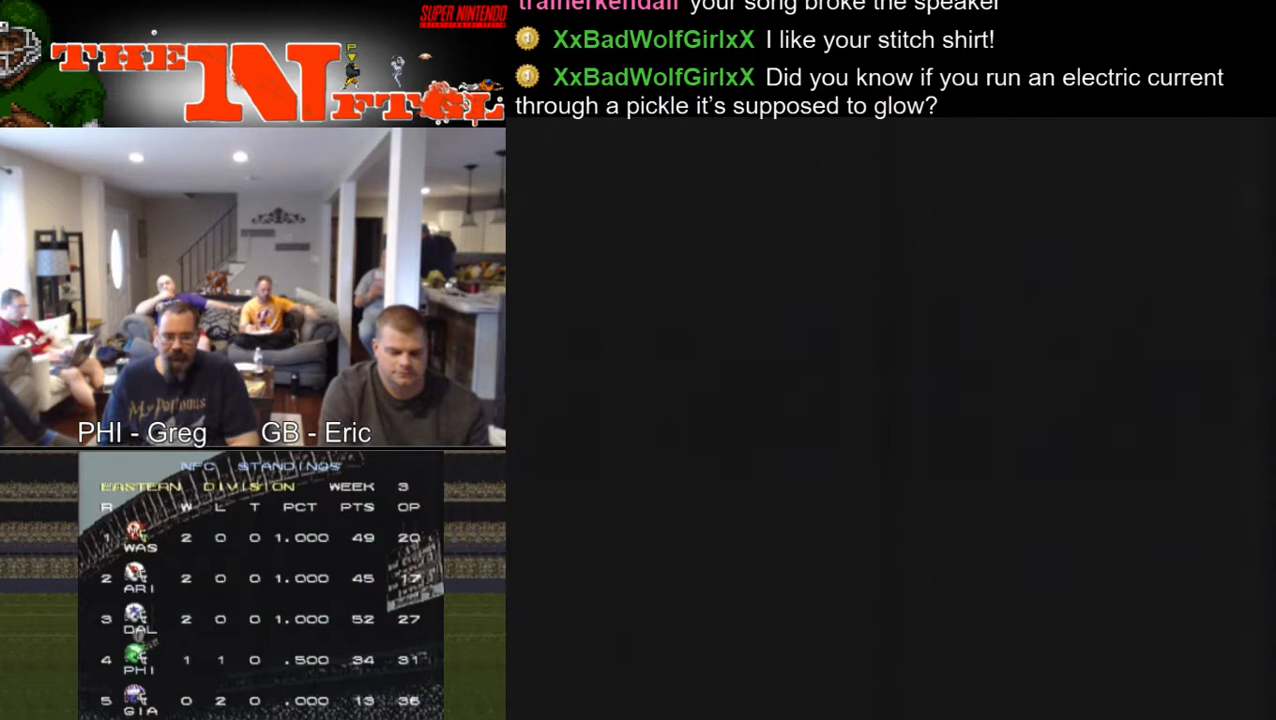 SUPER NINTENDO
THE
N
FTGL
P
trainerkendall your song broke the speaker
XxBadWolfGirlxX I like your stitch shirt!
XxBadWolfGirlxX Did you know if you run an electric current
through a pickle it's supposed to glow?
My Patronus
PHI - Greg GB - Eric
NFC STANDINGS
EASTERN DIVISION WEEK 3
R W L T PCT PTS OP
1 WAS 2 0 0 1.000 49 20
2 ARI 2 0 0 1.000 45 17
3 DAL 2 0 0 1.000 52 27
4 PHI 1 1 0 .500 34 31
5 GIA 0 2 0 .000 13 36